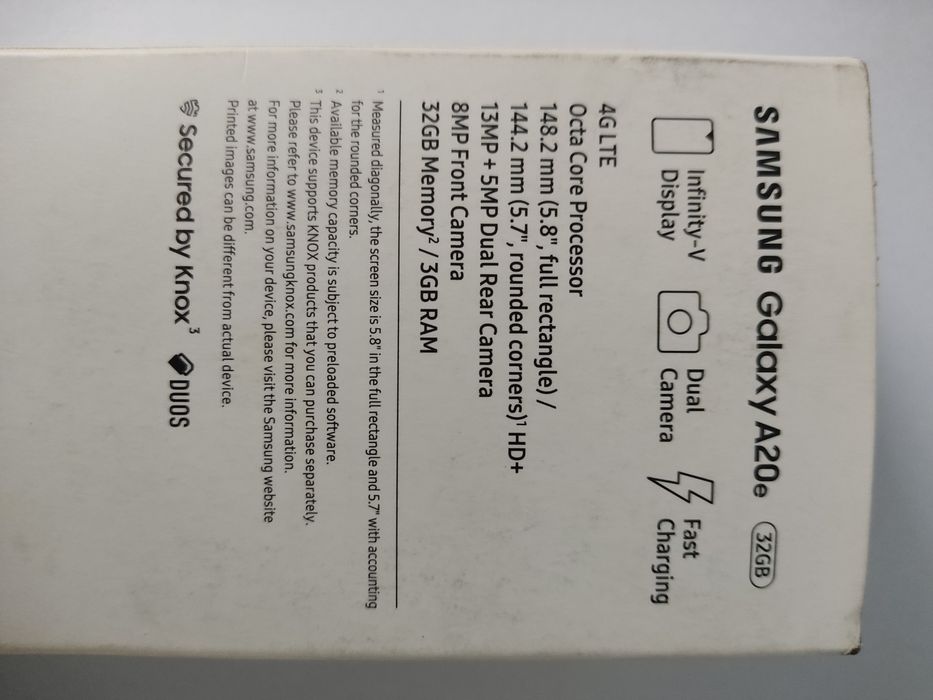 SAMSUNG Galaxy A20e 32GB
Infinity-V
Display
Dual
Camera
Fast
Charging
4G LTE
Octa Core Processor
148.2 mm (5.8", full rectangle) /
144.2 mm (5.7", rounded corners)¹ HD+
13MP + 5MP Dual Rear Camera
8MP Front Camera
32GB Memory² / 3GB RAM
¹ Measured diagonally, the screen size is 5.8" in the full rectangle and 5.7" with accounting
for the rounded corners.
² Available memory capacity is subject to preloaded software.
³ This device supports KNOX products that you can purchase separately.
Please refer to www.samsungknox.com for more information.
For more information on your device, please visit the Samsung website
at www.samsung.com.
Printed images can be different from actual device.
Secured by Knox³ DUOS